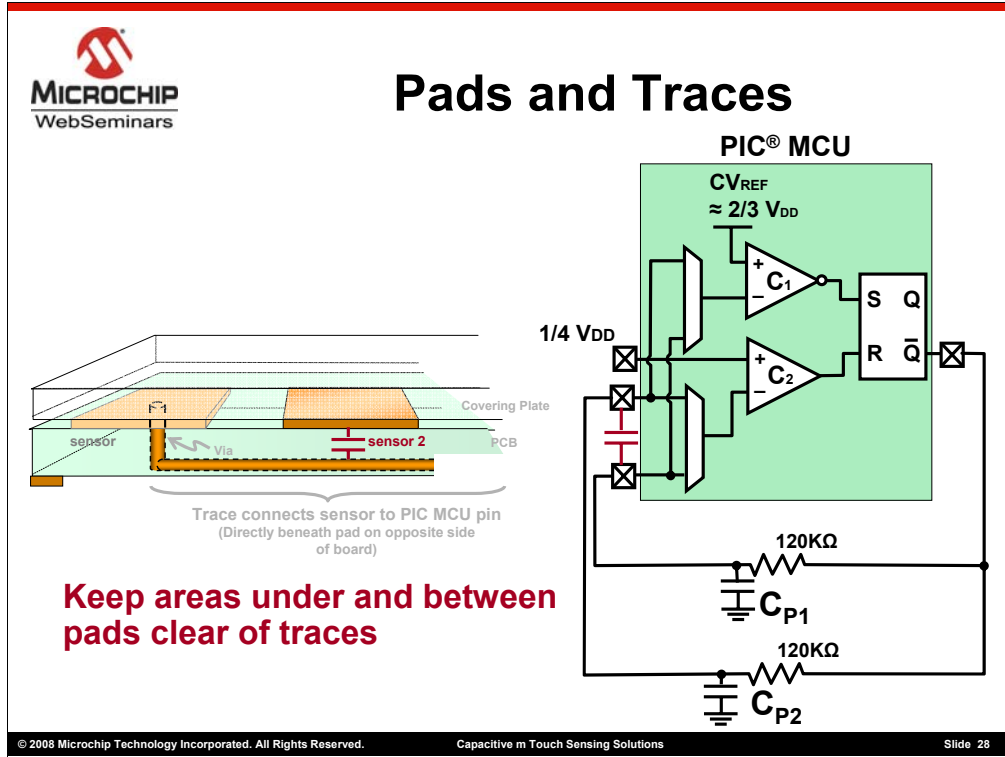 MICROCHIP
WebSeminars
Pads and Traces
PIC® MCU
CVREF
≈ 2/3 VDD
+
C1
–
S Q
1/4 VDD
+
C2
–
R Q̅
Covering Plate
sensor
Via
sensor 2
PCB
Trace connects sensor to PIC MCU pin
(Directly beneath pad on opposite side
of board)
Keep areas under and between
pads clear of traces
120KΩ
CP1
120KΩ
CP2
© 2008 Microchip Technology Incorporated. All Rights Reserved. Capacitive m Touch Sensing Solutions Slide 28